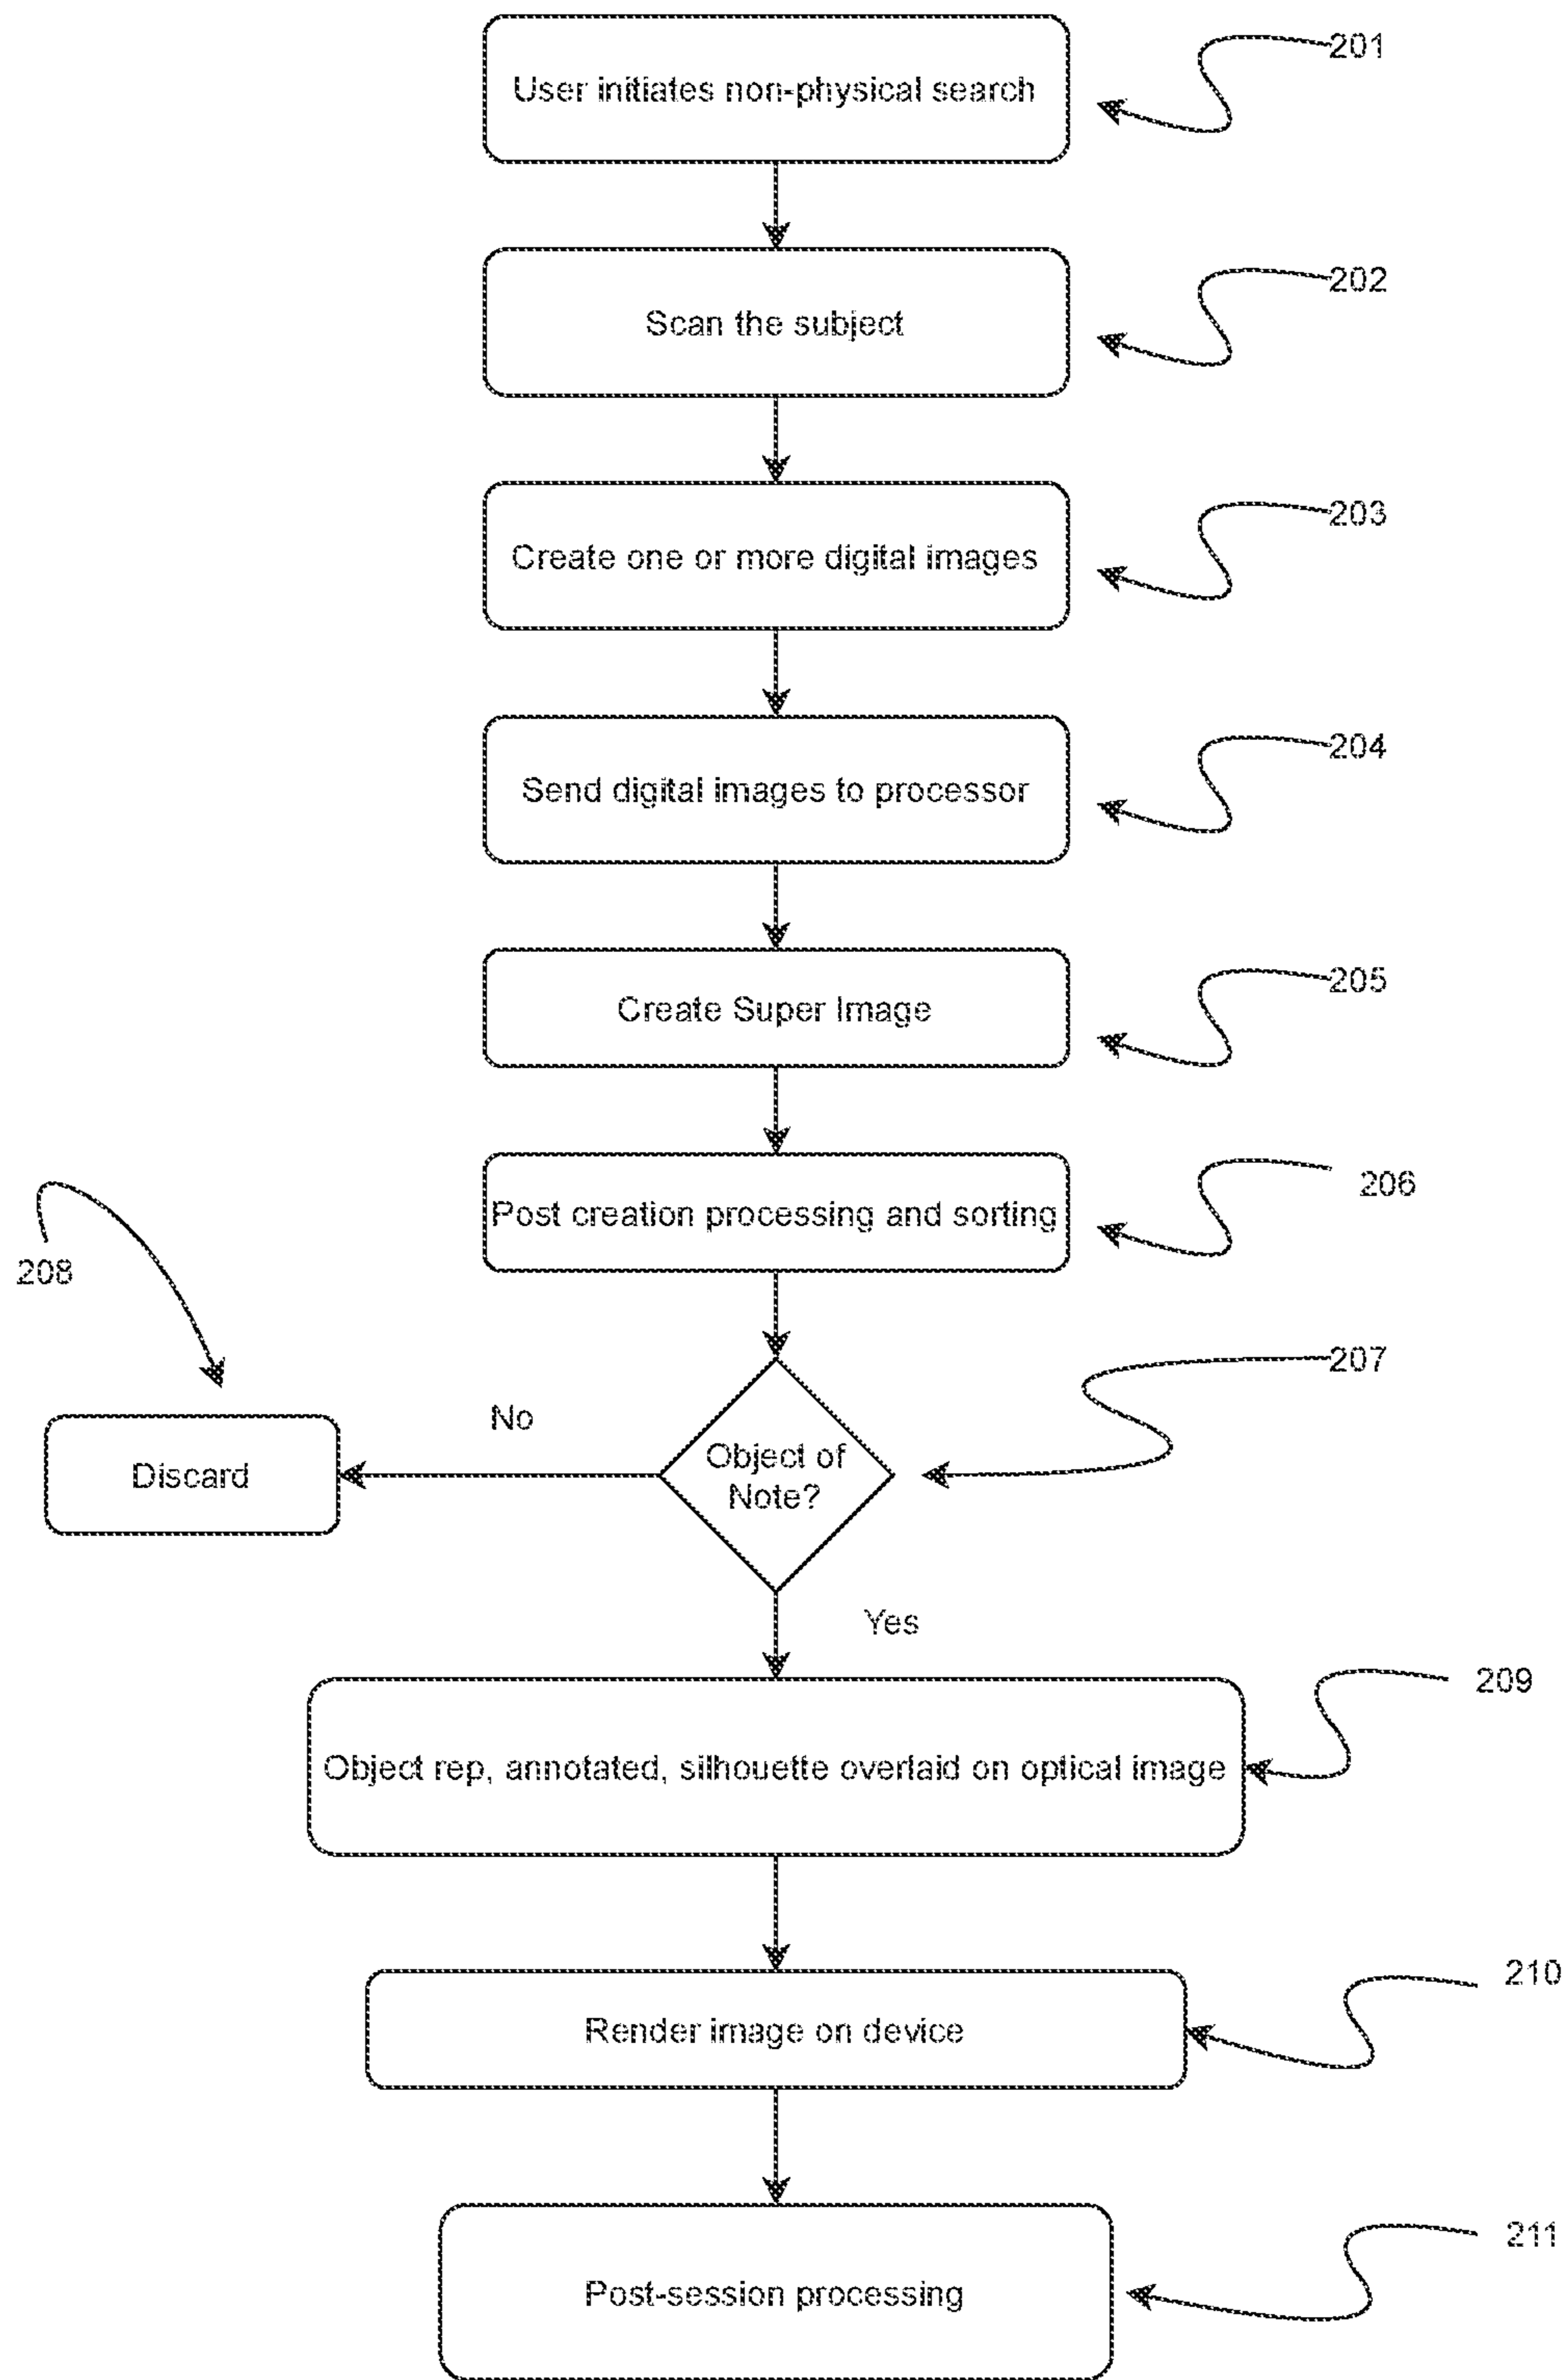 User initiates non-physical search
201
Scan the subject
202
Create one or more digital images
203
Send digital images to processor
204
Create Super Image
205
Post creation processing and sorting
206
208
207
No
Object of
Note?
Discard
Yes
209
Object rep, annotated, silhouette overlaid on optical image
210
Render image on device
211
Post-session processing